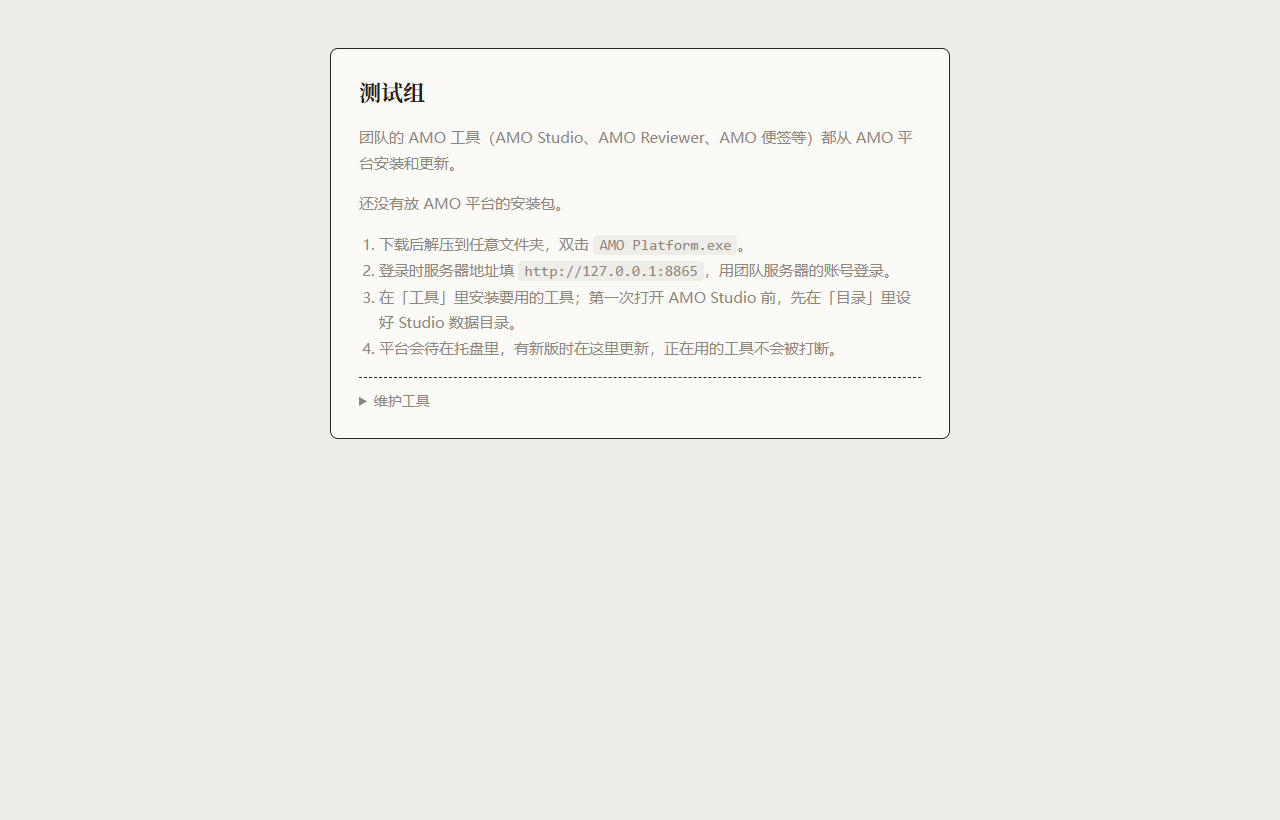 测试组
团队的 AMO 工具（AMO Studio、AMO Reviewer、AMO 便签等）都从 AMO 平
台安装和更新。
还没有放 AMO 平台的安装包。
1. 下载后解压到任意文件夹，双击 AMO Platform.exe。
2. 登录时服务器地址填 http://127.0.0.1:8865，用团队服务器的账号登录。
3. 在「工具」里安装要用的工具；第一次打开 AMO Studio 前，先在「目录」里设
好 Studio 数据目录。
4. 平台会待在托盘里，有新版时在这里更新，正在用的工具不会被打断。
▶ 维护工具